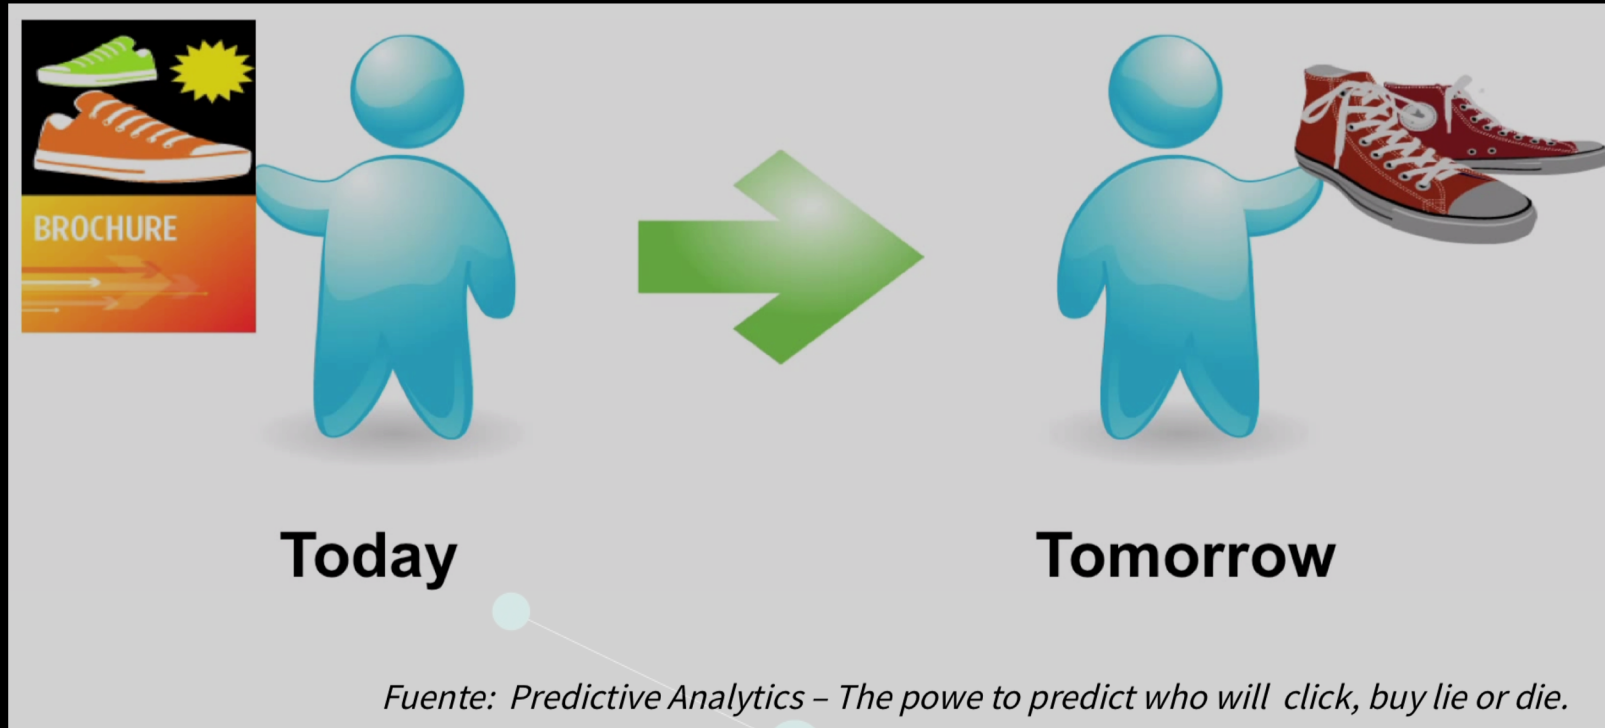 BROCHURE
Today
Tomorrow
Fuente: Predictive Analytics – The powe to predict who will click, buy lie or die.